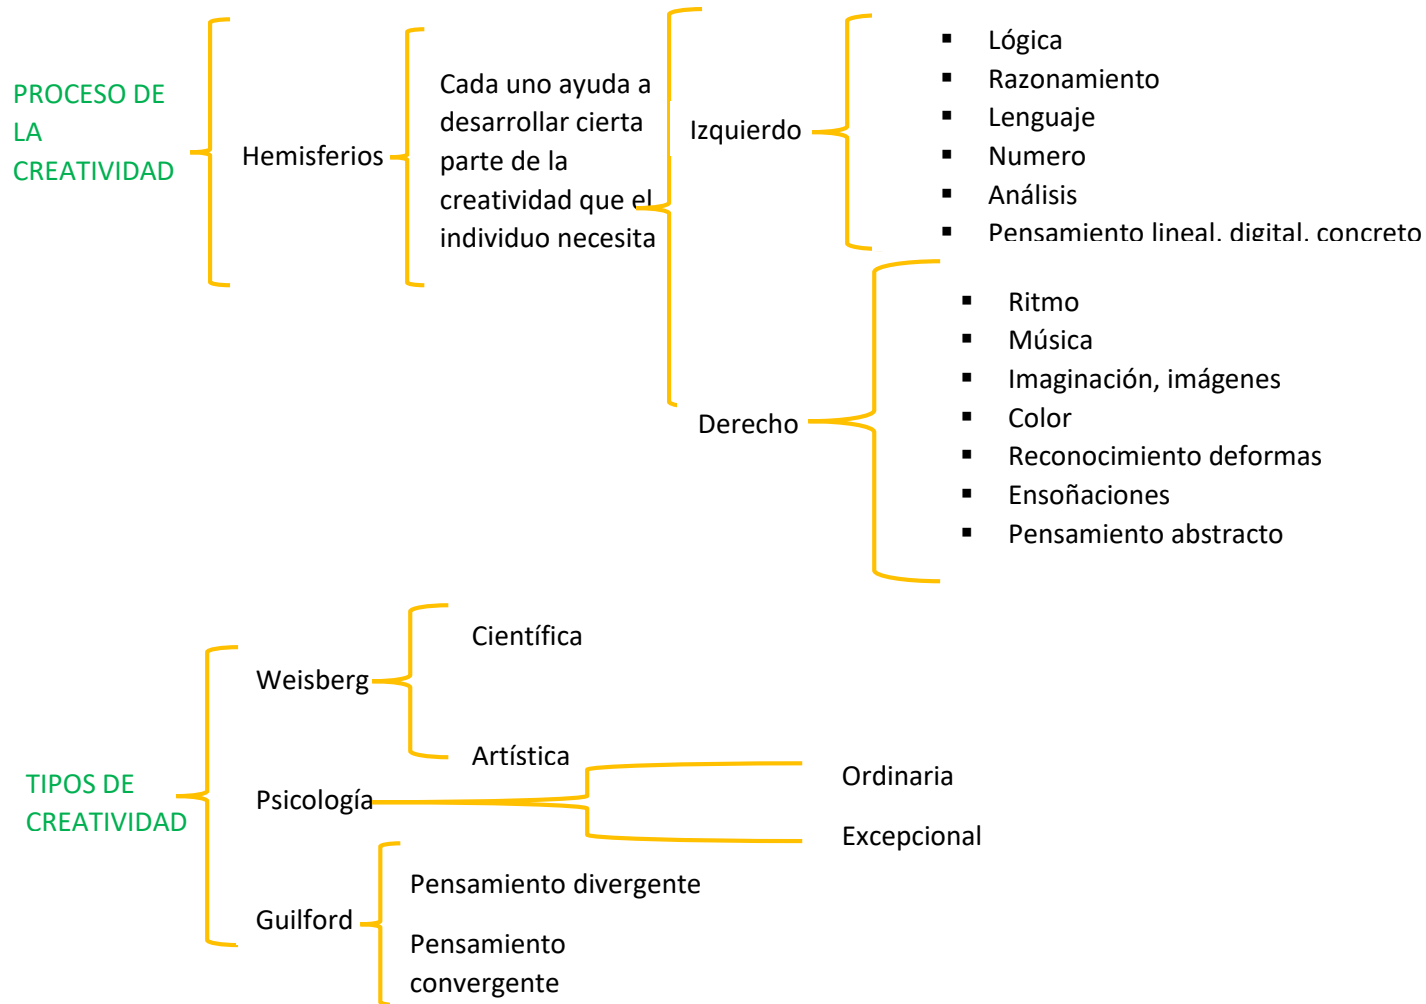 PROCESO DE
LA
CREATIVIDAD
Hemisferios
Cada uno ayuda a
desarrollar cierta
parte de la
creatividad que el
individuo necesita
Izquierdo
▪ Lógica
▪ Razonamiento
▪ Lenguaje
▪ Numero
▪ Análisis
▪ Pensamiento lineal, digital, concreto
Derecho
▪ Ritmo
▪ Música
▪ Imaginación, imágenes
▪ Color
▪ Reconocimiento deformas
▪ Ensoñaciones
▪ Pensamiento abstracto
TIPOS DE
CREATIVIDAD
Weisberg
Científica
Artística
Psicología
Ordinaria
Excepcional
Guilford
Pensamiento divergente
Pensamiento
convergente